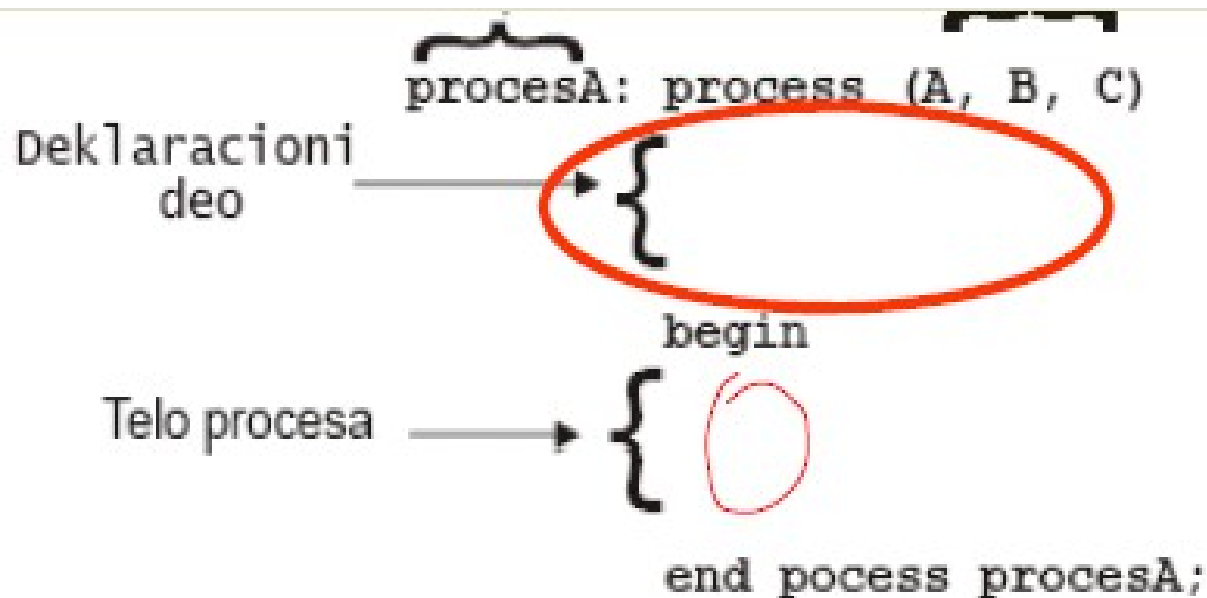 procesA: process (A, B, C)
Deklaracioni
deo
begin
Telo procesa
end pocess procesA;